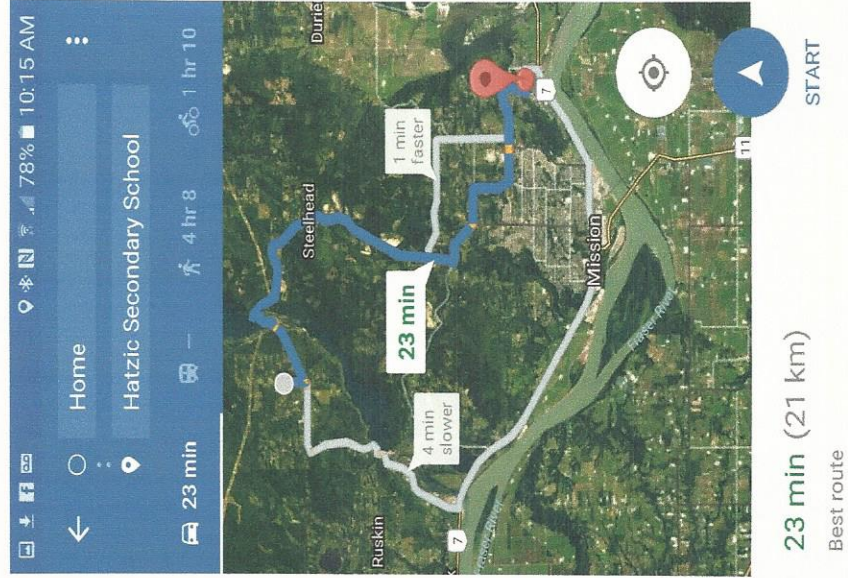 78% 10:15 AM
Home
Hatzic Secondary School
23 min
—
4 hr 8
1 hr 10
Durie
Steelhead
1 min
faster
23 min
4 min
slower
Ruskin
Mission
7
7
11
Fraser River
Fraser River
START
23 min (21 km)
Best route